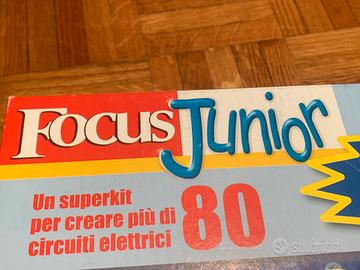 Focus Junior
Un superkit
per creare più di 80
circuiti elettrici
subito